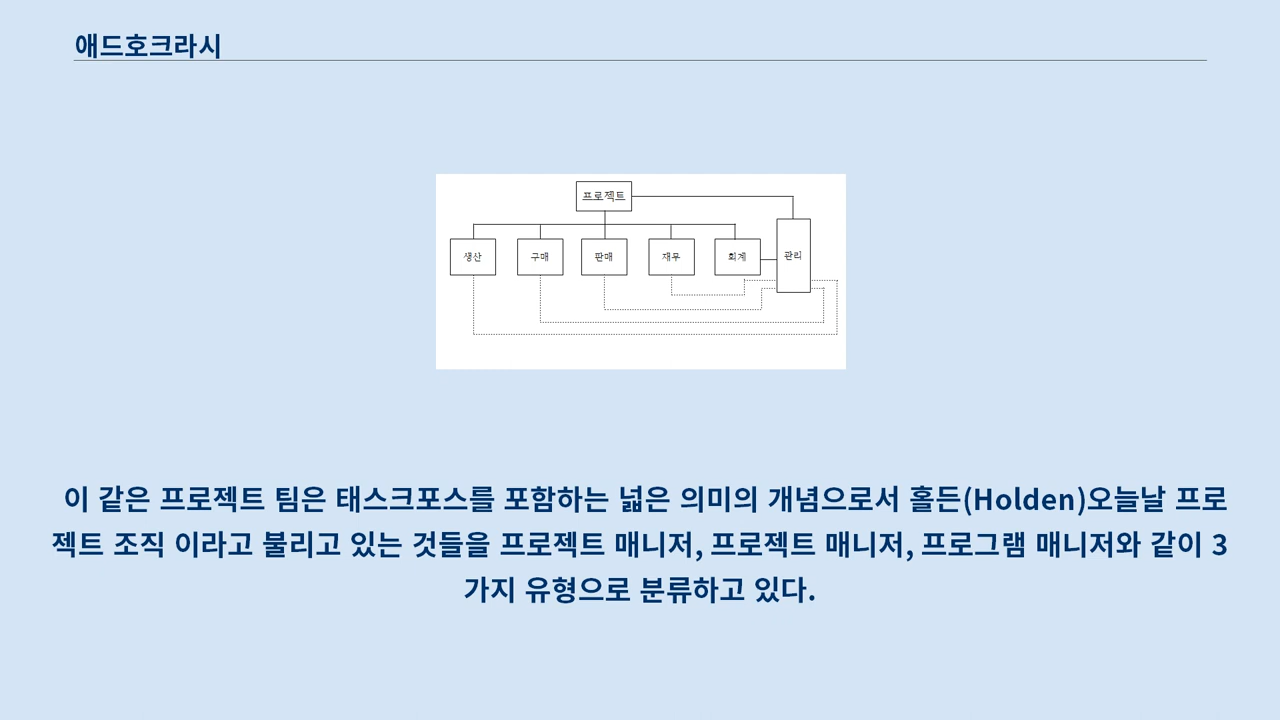 애드호크라시
프로젝트
생산
구매
판매
재무
회계
관리
이 같은 프로젝트 팀은 태스크포스를 포함하는 넓은 의미의 개념으로서 홀든(Holden)오늘날 프로
젝트 조직 이라고 불리고 있는 것들을 프로젝트 매니저, 프로젝트 매니저, 프로그램 매니저와 같이 3
가지 유형으로 분류하고 있다.